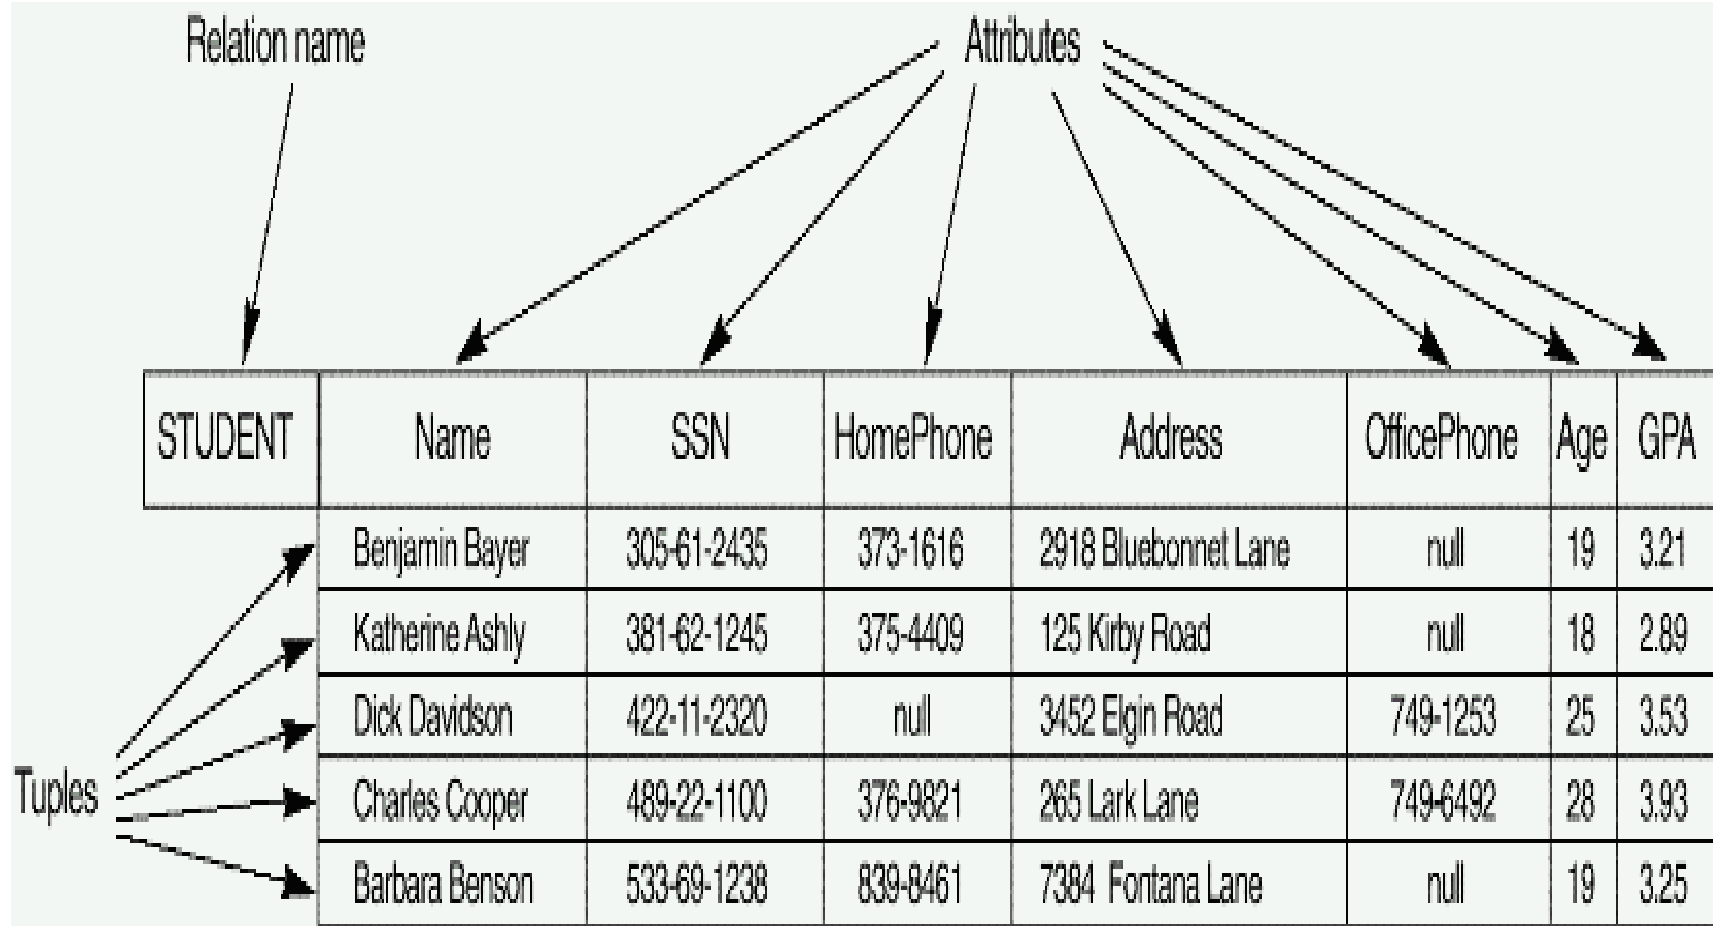 Relation name Attributes
STUDENT Name SSN HomePhone Address OfficePhone Age GPA
Benjamin Bayer 305-61-2435 373-1616 2918 Bluebonnet Lane null 19 3.21
Katherine Ashly 381-62-1245 375-4409 125 Kirby Road null 18 2.89
Dick Davidson 422-11-2320 null 3452 Elgin Road 749-1253 25 3.53
Tuples Charles Cooper 489-22-1100 376-9821 265 Lark Lane 749-6492 28 3.93
Barbara Benson 533-69-1238 839-8461 7384 Fontana Lane null 19 3.25